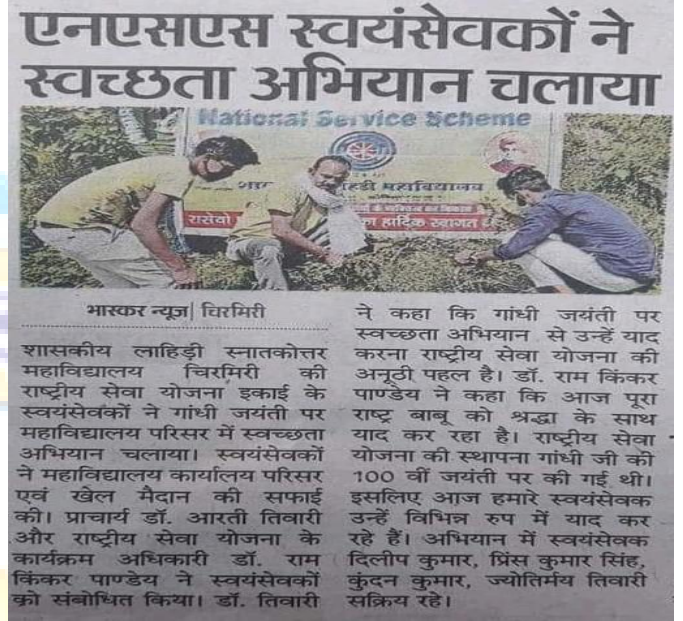 एनएसएस स्वयंसेवकों ने
स्वच्छता अभियान चलाया
National Service Scheme
महाविद्यालय
रासेयो
का हार्दिक स्वागत
भास्कर न्यूज| चिरमिरी
शासकीय लाहिड़ी स्नातकोत्तर
महाविद्यालय चिरमिरी की
राष्ट्रीय सेवा योजना इकाई के
स्वयंसेवकों ने गांधी जयंती पर
महाविद्यालय परिसर में स्वच्छता
अभियान चलाया। स्वयंसेवकों
ने महाविद्यालय कार्यालय परिसर
एवं खेल मैदान की सफाई
की। प्राचार्य डॉ. आरती तिवारी
और राष्ट्रीय सेवा योजना के
कार्यक्रम अधिकारी डॉ. राम
किंकर पाण्डेय ने स्वयंसेवकों
को संबोधित किया। डॉ. तिवारी
ने कहा कि गांधी जयंती पर
स्वच्छता अभियान से उन्हें याद
करना राष्ट्रीय सेवा योजना की
अनूठी पहल है। डॉ. राम किंकर
पाण्डेय ने कहा कि आज पूरा
राष्ट्र बाबू को श्रद्धा के साथ
याद कर रहा है। राष्ट्रीय सेवा
योजना की स्थापना गांधी जी की
100 वीं जयंती पर की गई थी।
इसलिए आज हमारे स्वयंसेवक
उन्हें विभिन्न रुप में याद कर
रहे हैं। अभियान में स्वयंसेवक
दिलीप कुमार, प्रिंस कुमार सिंह,
कुंदन कुमार, ज्योतिर्मय तिवारी
सक्रिय रहे।